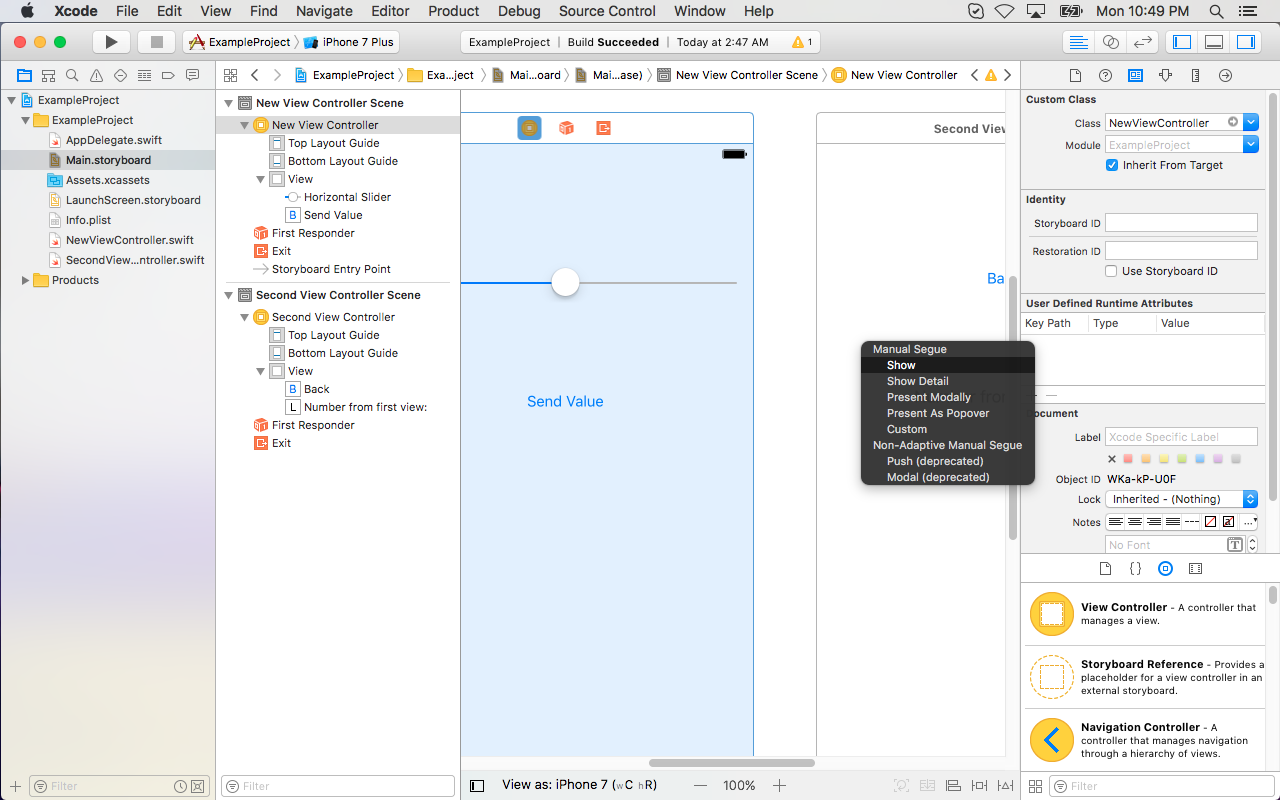 Xcode File Edit View Find Navigate Editor Product Debug Source Control Window Help Mon 10:49 PM
ExampleProject iPhone 7 Plus ExampleProject | Build Succeeded | Today at 2:47 AM 1
ExampleProject Exa...ject Mai...oard Mai...ase) New View Controller Scene New View Controller
ExampleProject
ExampleProject
AppDelegate.swift
Main.storyboard
Assets.xcassets
LaunchScreen.storyboard
Info.plist
NewViewController.swift
SecondView...ntroller.swift
Products
Filter
New View Controller Scene
New View Controller
Top Layout Guide
Bottom Layout Guide
View
Horizontal Slider
B Send Value
First Responder
Exit
Storyboard Entry Point
Second View Controller Scene
Second View Controller
Top Layout Guide
Bottom Layout Guide
View
B Back
L Number from first view:
First Responder
Exit
Filter
Send Value
Second View
Ba
Manual Segue
Show
Show Detail
Present Modally
Present As Popover
Custom
Non-Adaptive Manual Segue
Push (deprecated)
Modal (deprecated)
View as: iPhone 7 (wC hR) — 100% +
Custom Class
Class NewViewController
Module ExampleProject
Inherit From Target
Identity
Storyboard ID
Restoration ID
Use Storyboard ID
User Defined Runtime Attributes
Key Path Type Value
Document
Label Xcode Specific Label
Object ID WKa-kP-U0F
Lock Inherited - (Nothing)
Notes
No Font T
{ }
View Controller - A controller that
manages a view.
Storyboard Reference - Provides a
placeholder for a view controller in an
external storyboard.
Navigation Controller - A
controller that manages navigation
through a hierarchy of views.
Filter